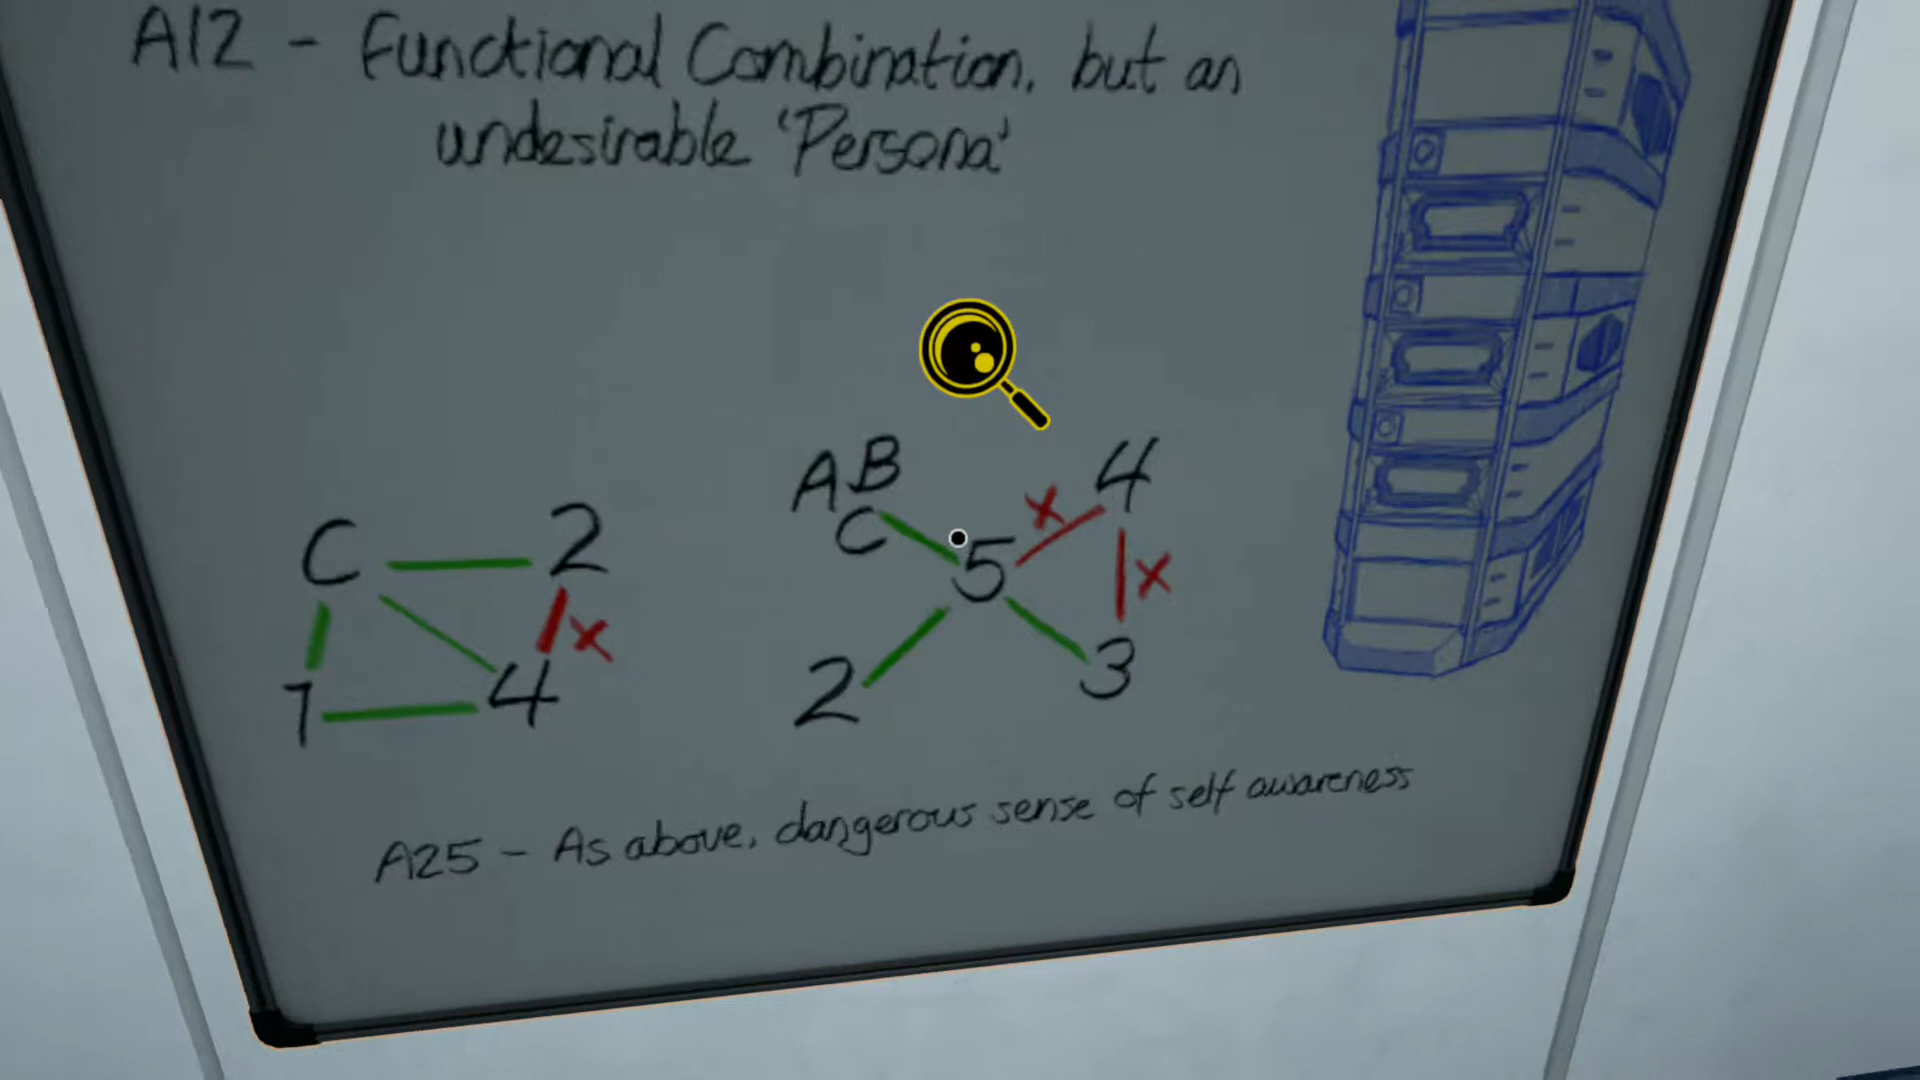 A12 - Functional Combination, but an
undesirable 'Persona'
A B 4
C 2 C 5 x
x x
1 4 2 3
A25 - As above, dangerous sense of self awareness